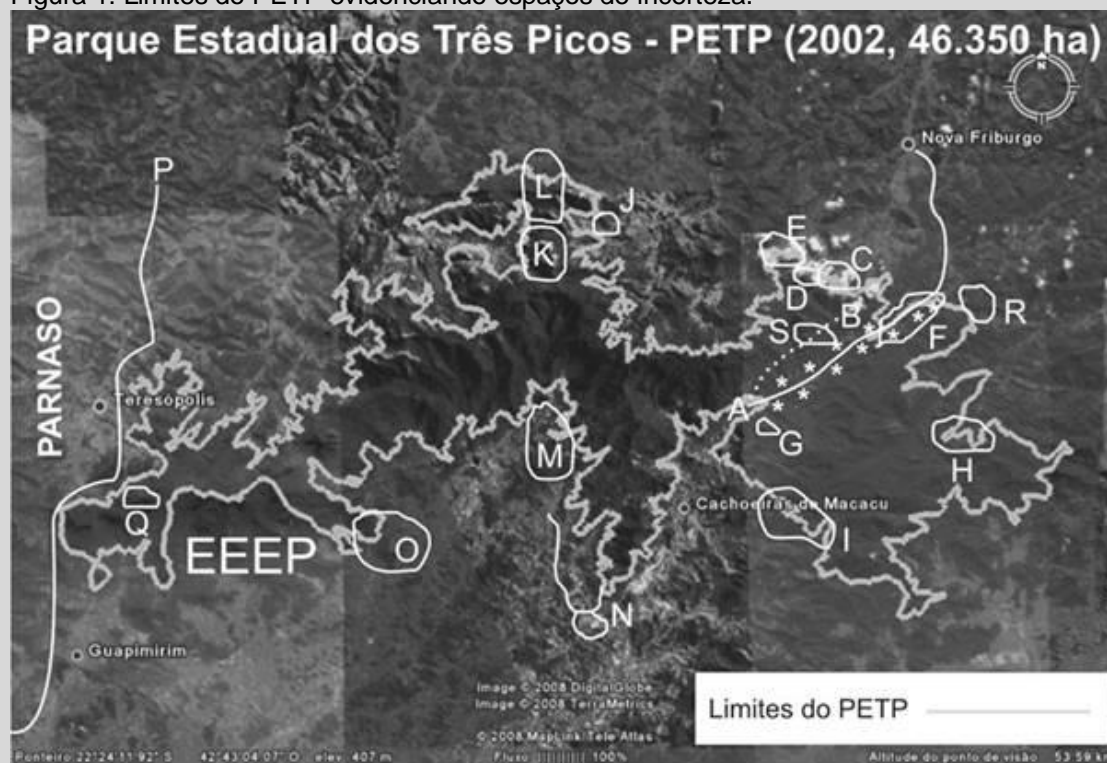 Figura 1: Limites do PETP evidenciando espaços de incerteza.
Parque Estadual dos Três Picos - PETP (2002, 46.350 ha)
N
Nova Friburgo
P
L
J
K
E
C
D
B
R
S
F
PARNASO
Teresópolis
A
G
M
H
Q
Cachoeiras de Macacu
EEEP
O
I
N
Guapimirim
Image © 2008 DigitalGlobe
Image © 2008 TerraMetrics
© 2008 MapLink/Tele Atlas
Limites do PETP
Ponteiro 22°24'51.92" S 42°43'04.07" O elev. 407 m Fluxo ||||||||| 100% Altitude do ponto de visão 53.59 km